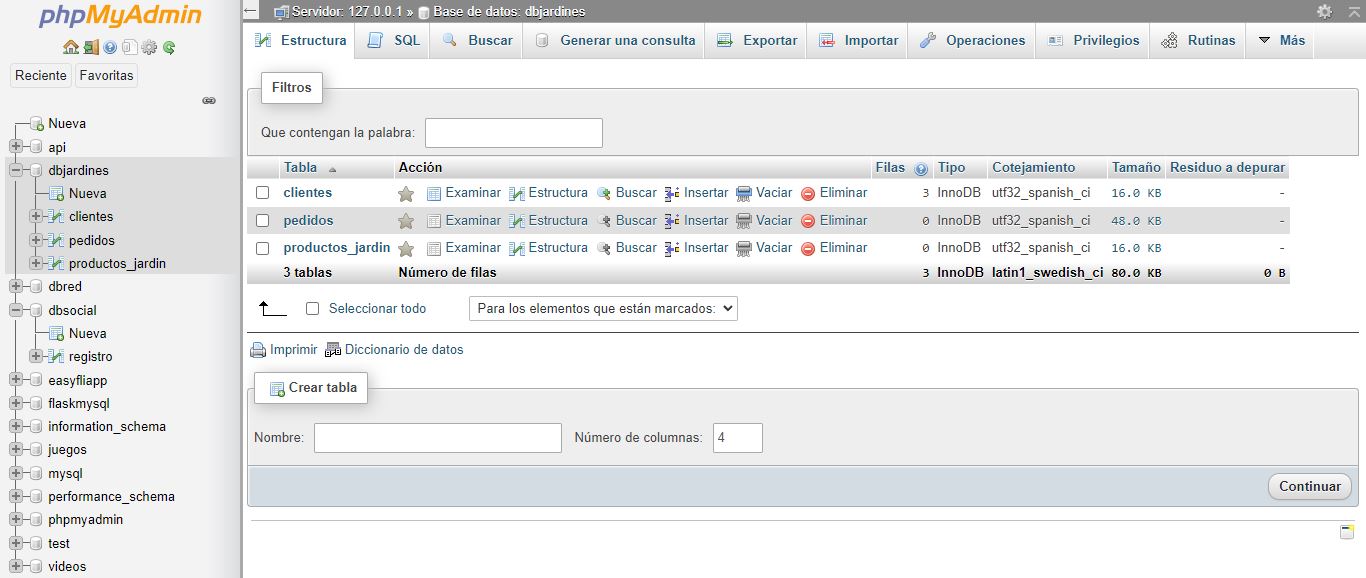 phpMyAdmin
Reciente Favoritas
Nueva
api
dbjardines
Nueva
clientes
pedidos
productos_jardin
dbred
dbsocial
Nueva
registro
easyfliapp
flaskmysql
information_schema
juegos
mysql
performance_schema
phpmyadmin
test
videos
Servidor: 127.0.0.1 » Base de datos: dbjardines
Estructura SQL Buscar Generar una consulta Exportar Importar Operaciones Privilegios Rutinas Más
Filtros
Que contengan la palabra:
Tabla Acción Filas Tipo Cotejamiento Tamaño Residuo a depurar
clientes Examinar Estructura Buscar Insertar Vaciar Eliminar 3 InnoDB utf32_spanish_ci 16.0 KB -
pedidos Examinar Estructura Buscar Insertar Vaciar Eliminar 0 InnoDB utf32_spanish_ci 48.0 KB -
productos_jardin Examinar Estructura Buscar Insertar Vaciar Eliminar 0 InnoDB utf32_spanish_ci 16.0 KB -
3 tablas Número de filas 3 InnoDB latin1_swedish_ci 80.0 KB 0 B
Seleccionar todo Para los elementos que están marcados:
Imprimir Diccionario de datos
Crear tabla
Nombre: Número de columnas: 4
Continuar